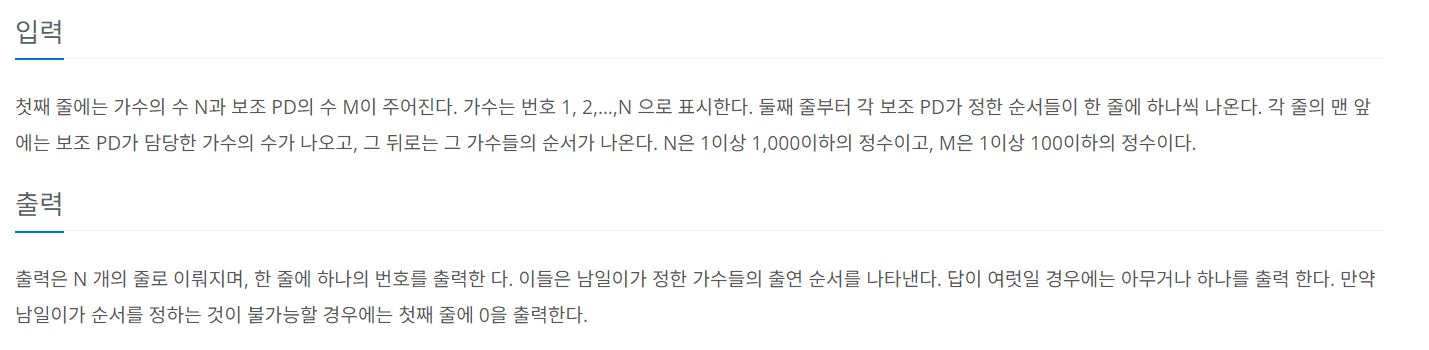 입력
첫째 줄에는 가수의 수 N과 보조 PD의 수 M이 주어진다. 가수는 번호 1, 2,…,N 으로 표시한다. 둘째 줄부터 각 보조 PD가 정한 순서들이 한 줄에 하나씩 나온다. 각 줄의 맨 앞
에는 보조 PD가 담당한 가수의 수가 나오고, 그 뒤로는 그 가수들의 순서가 나온다. N은 1이상 1,000이하의 정수이고, M은 1이상 100이하의 정수이다.
출력
출력은 N 개의 줄로 이뤄지며, 한 줄에 하나의 번호를 출력한 다. 이들은 남일이가 정한 가수들의 출연 순서를 나타낸다. 답이 여럿일 경우에는 아무거나 하나를 출력 한다. 만약
남일이가 순서를 정하는 것이 불가능할 경우에는 첫째 줄에 0을 출력한다.